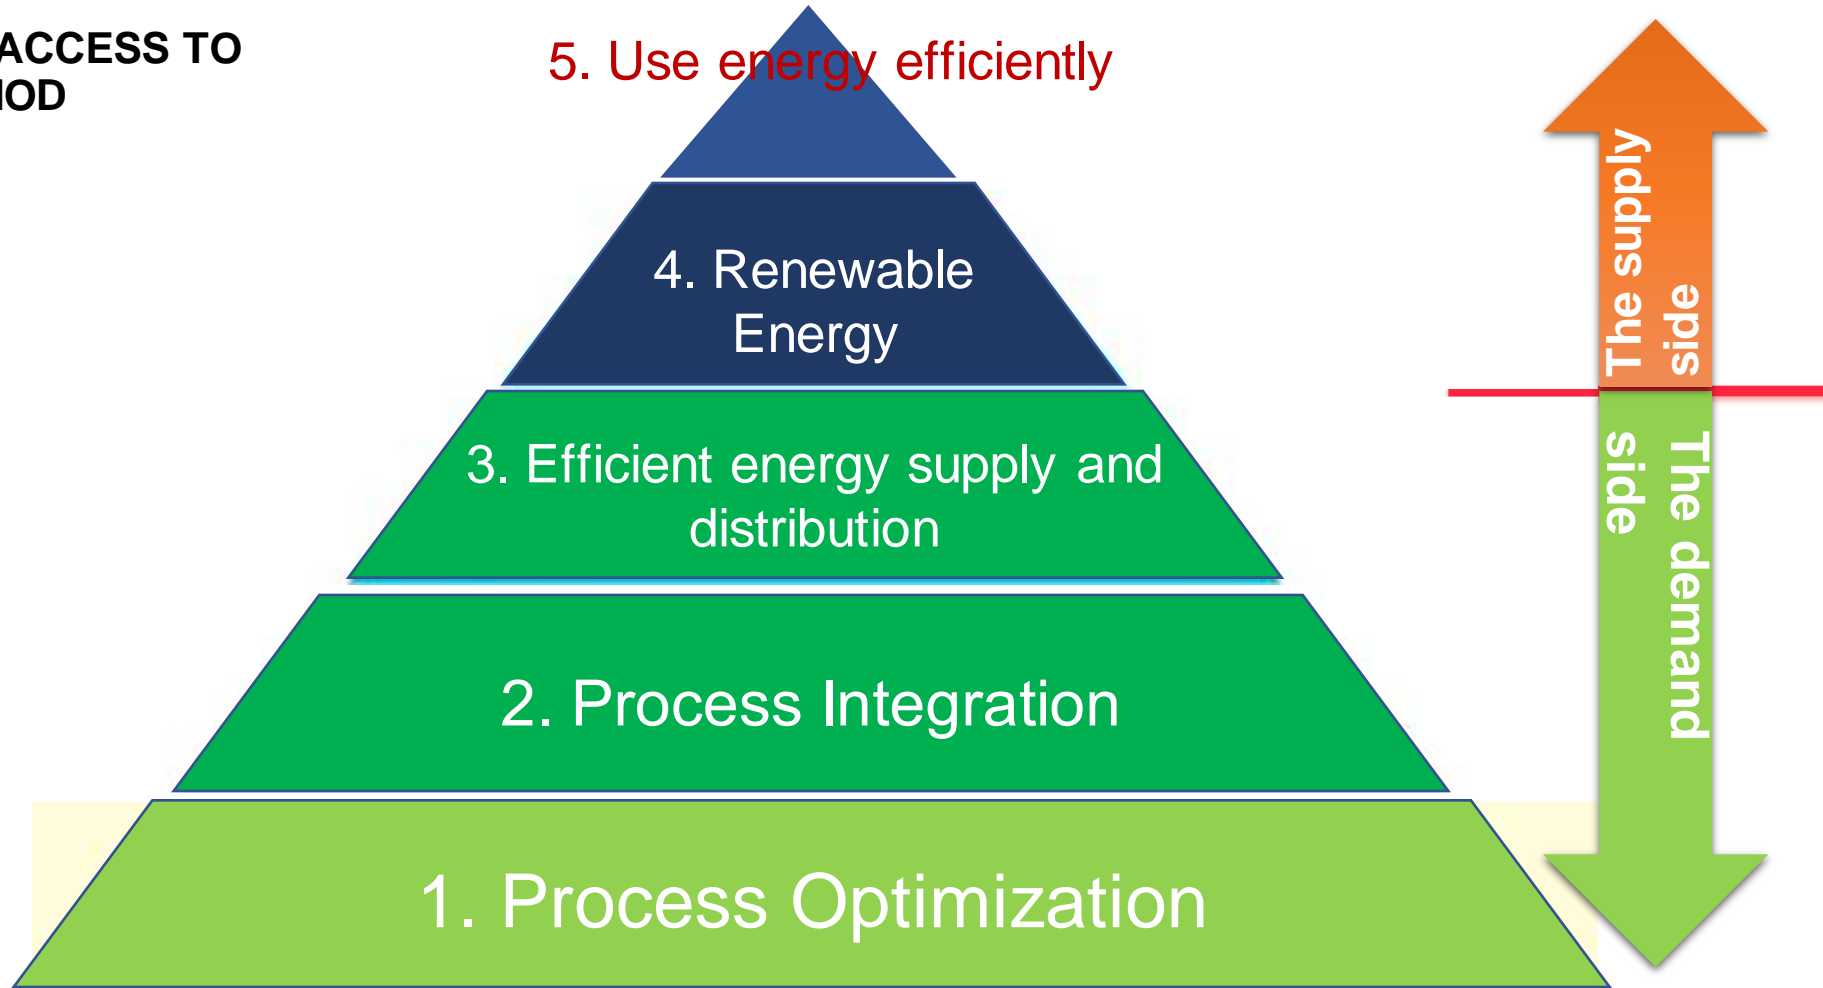 ACCESS TO
IOD
5. Use energy efficiently
4. Renewable
Energy
3. Efficient energy supply and
distribution
2. Process Integration
1. Process Optimization
The supply
side
The demand
side